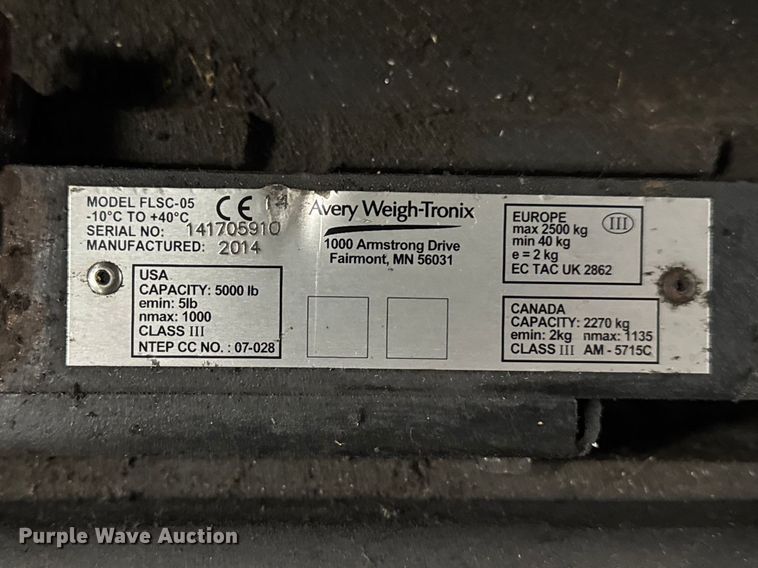 MODEL FLSC-05
-10°C TO +40°C
SERIAL NO: 141705910
MANUFACTURED: 2014
CE 14
Avery Weigh-Tronix
1000 Armstrong Drive
Fairmont, MN 56031
EUROPE III
max 2500 kg
min 40 kg
e = 2 kg
EC TAC UK 2862
USA
CAPACITY: 5000 lb
emin: 5lb
nmax: 1000
CLASS III
NTEP CC NO. : 07-028
CANADA
CAPACITY: 2270 kg
emin: 2kg nmax: 1135
CLASS III AM - 5715C
Purple Wave Auction